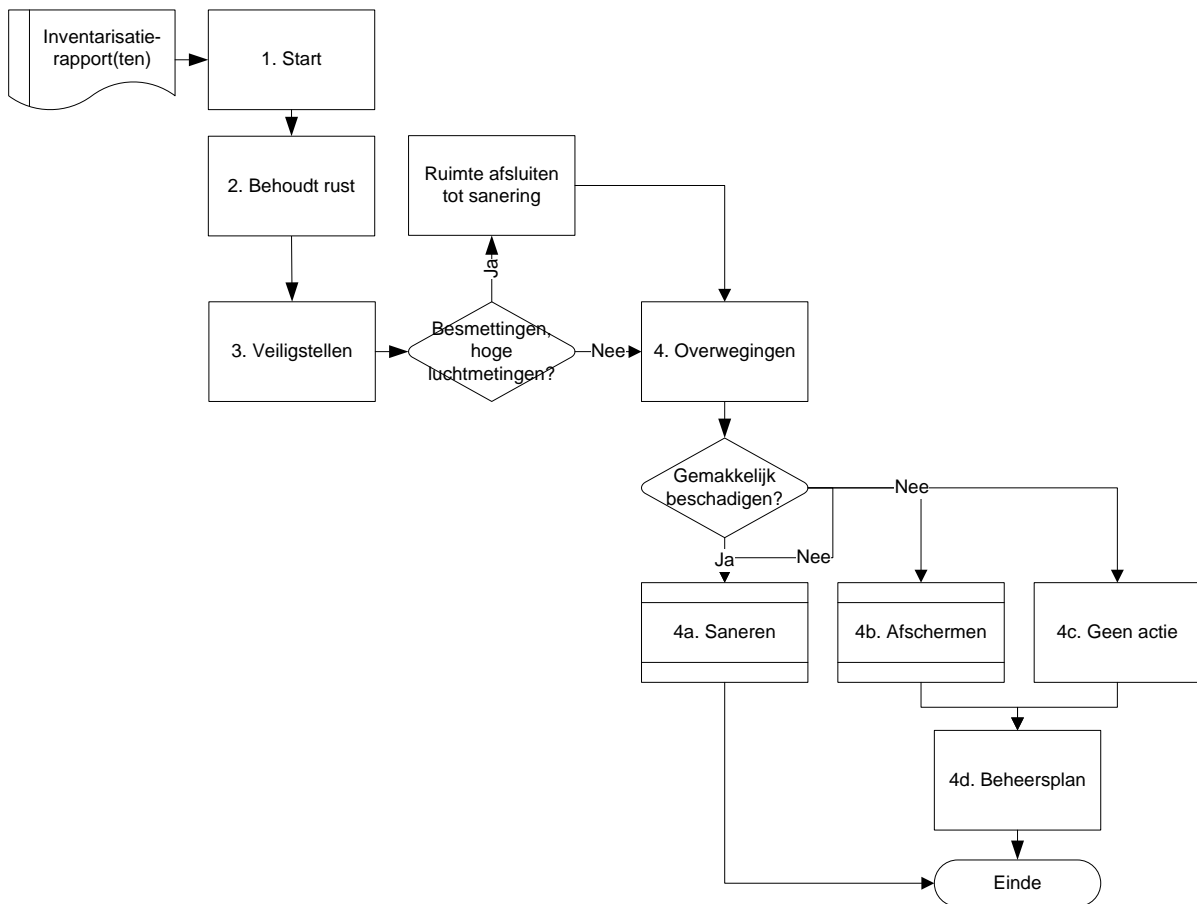 Inventarisatie-
rapport(ten)
1. Start
2. Behoudt rust
Ruimte afsluiten
tot sanering
Ja
3. Veiligstellen
Besmettingen,
hoge
luchtmetingen?
Nee
4. Overwegingen
Gemakkelijk
beschadigen?
Nee
Ja
Nee
4a. Saneren
4b. Afschermen
4c. Geen actie
4d. Beheersplan
Einde